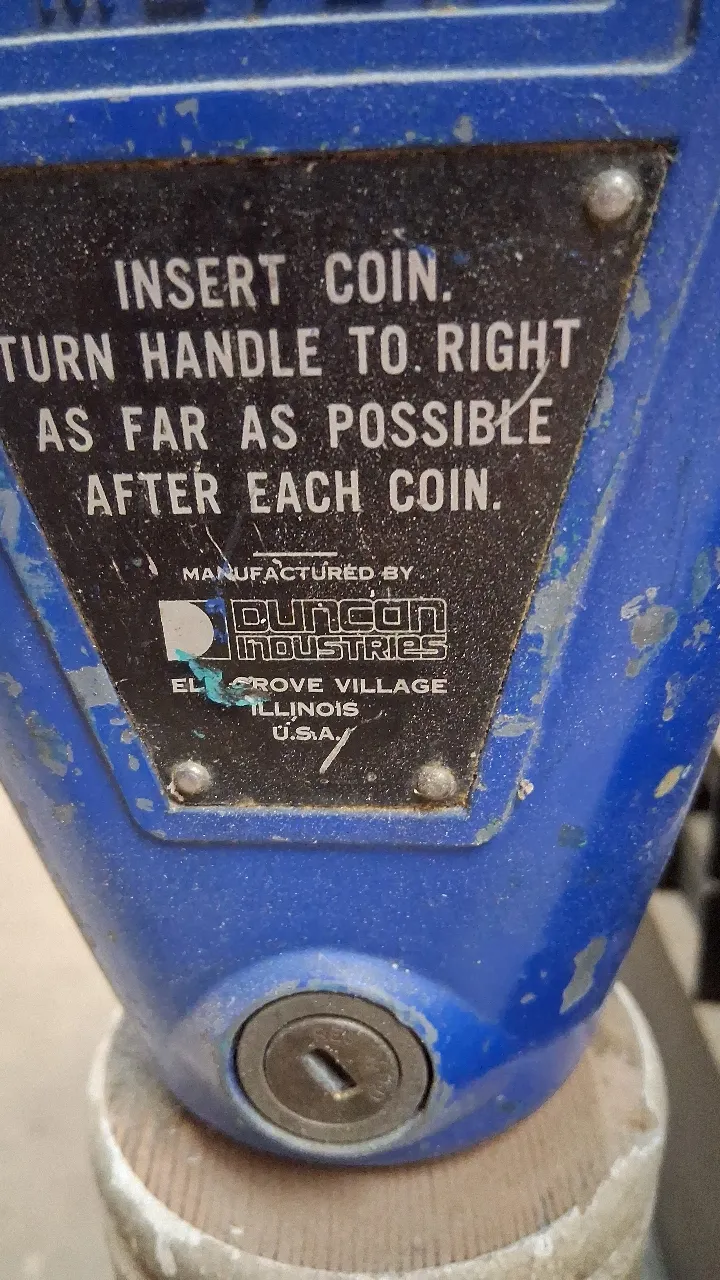 INSERT COIN.
TURN HANDLE TO RIGHT
AS FAR AS POSSIBLE
AFTER EACH COIN.
MANUFACTURED BY
Duncan
INDUSTRIES
GROVE VILLAGE
ILLINOIS
U.S.A.